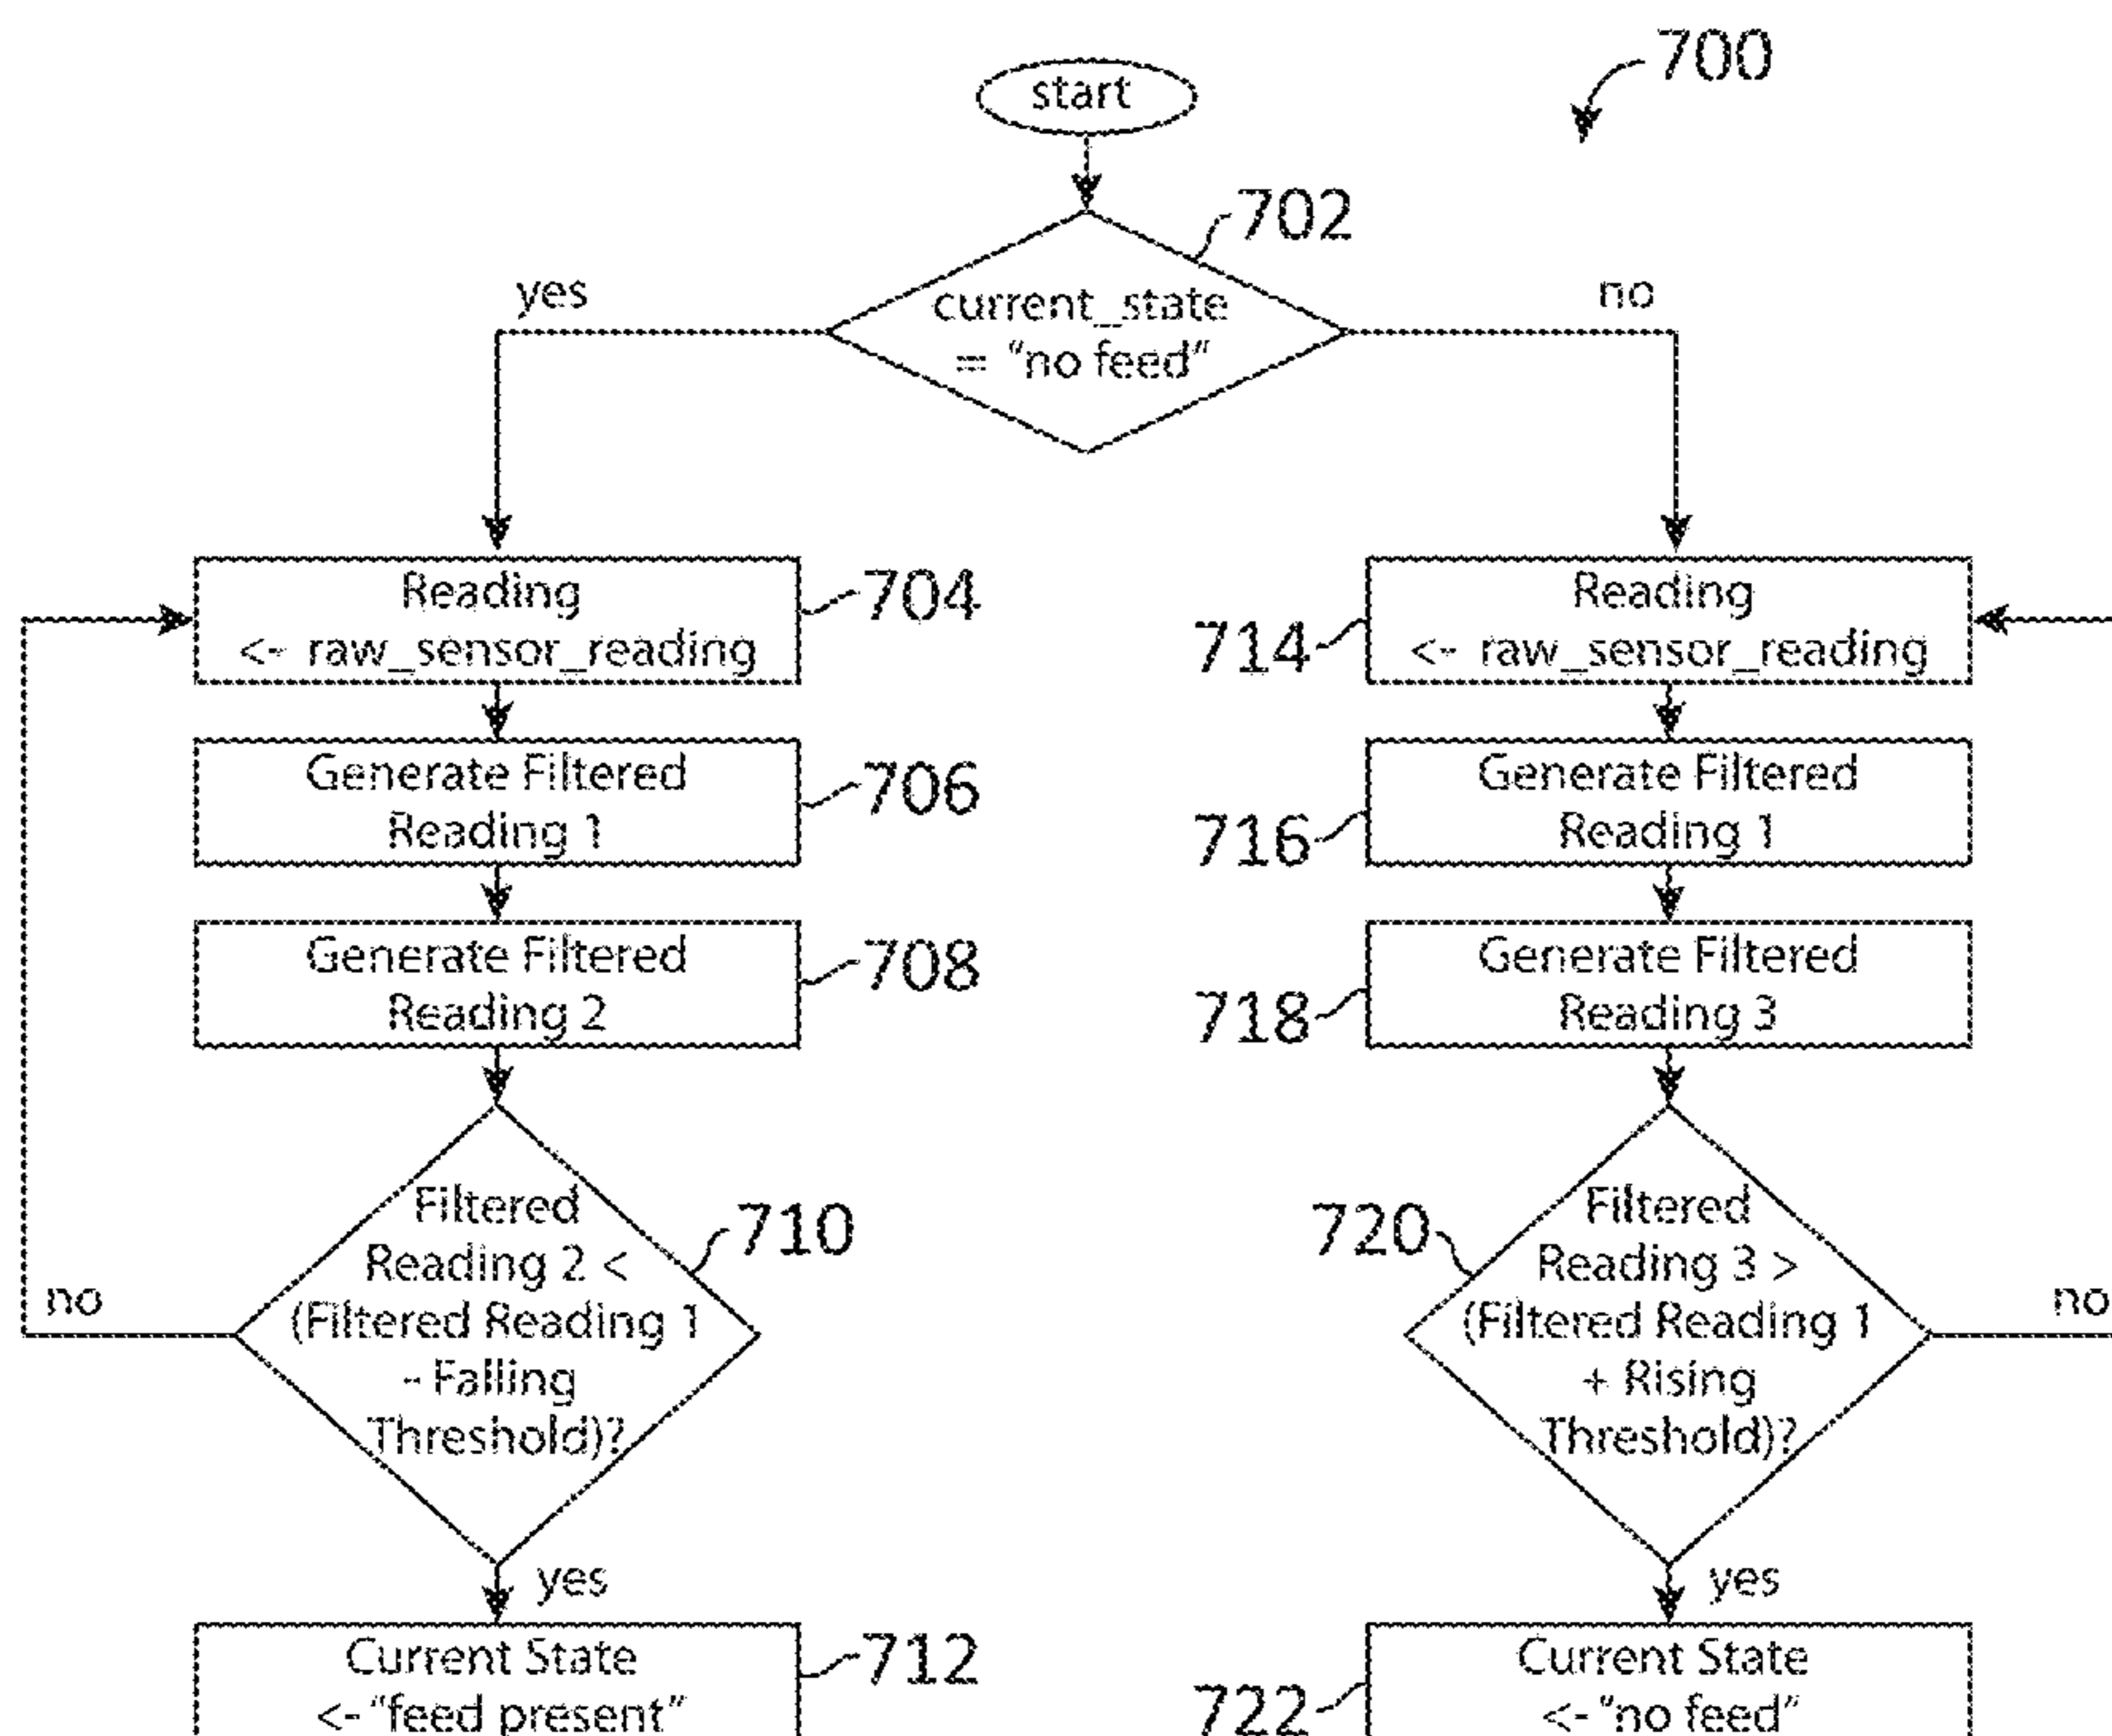 700
start
702
yes
no
current_state
= "no feed"
Reading
<- raw_sensor_reading
704
Generate Filtered
Reading 1
706
Generate Filtered
Reading 2
708
Filtered
Reading 2 <
(Filtered Reading 1
- Falling
Threshold)?
710
no
yes
Current State
<- "feed present"
712
Reading
<- raw_sensor_reading
714
Generate Filtered
Reading 1
716
Generate Filtered
Reading 3
718
Filtered
Reading 3 >
(Filtered Reading 1
+ Rising
Threshold)?
720
no
yes
Current State
<- "no feed"
722